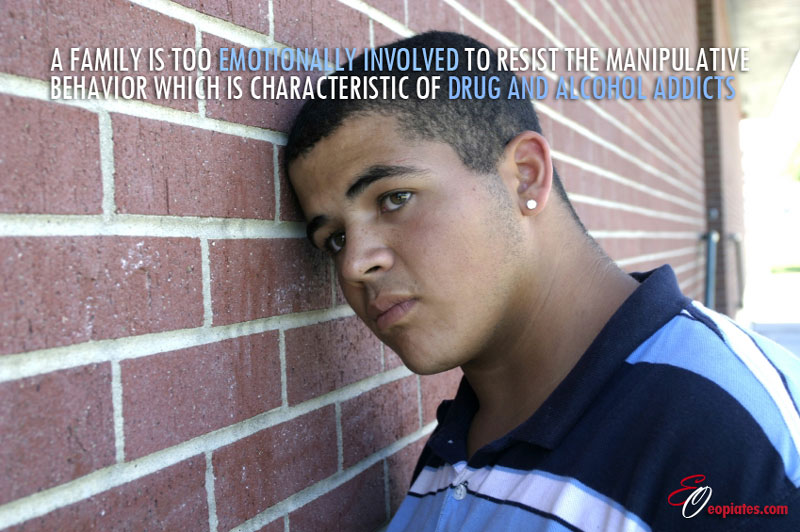 A FAMILY IS TOO EMOTIONALLY INVOLVED TO RESIST THE MANIPULATIVE
BEHAVIOR WHICH IS CHARACTERISTIC OF DRUG AND ALCOHOL ADDICTS
EO eopiates.com